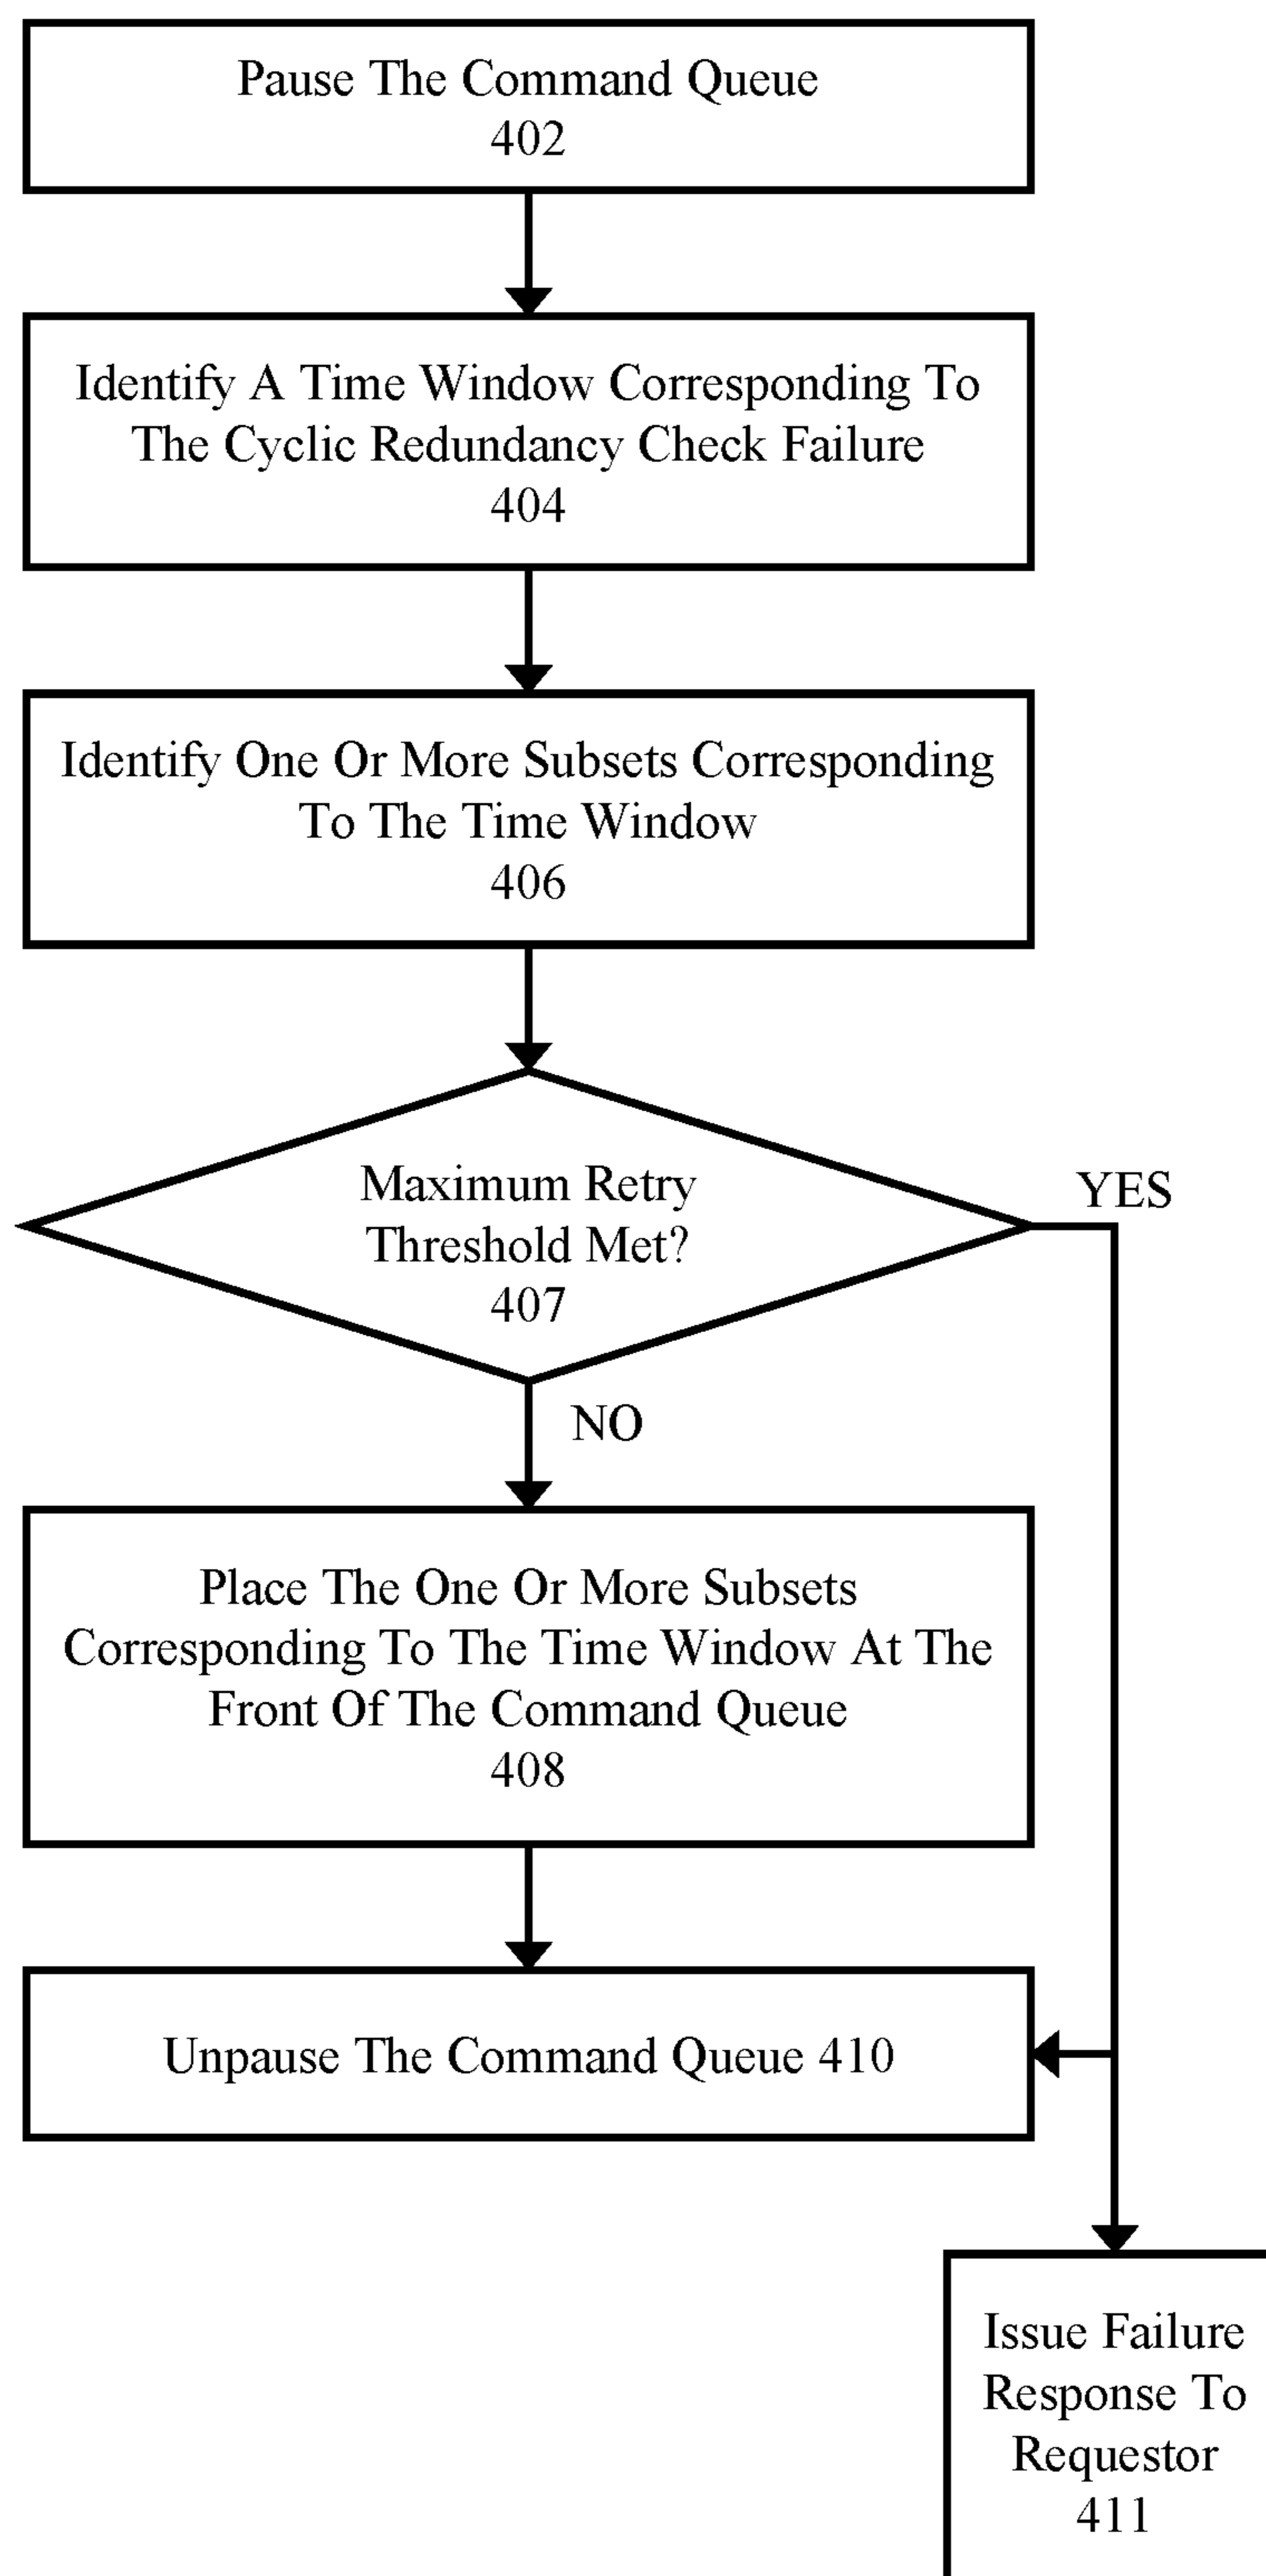 Pause The Command Queue
402
Identify A Time Window Corresponding To
The Cyclic Redundancy Check Failure
404
Identify One Or More Subsets Corresponding
To The Time Window
406
Maximum Retry
Threshold Met?
407
YES
NO
Place The One Or More Subsets
Corresponding To The Time Window At The
Front Of The Command Queue
408
Unpause The Command Queue 410
Issue Failure
Response To
Requestor
411